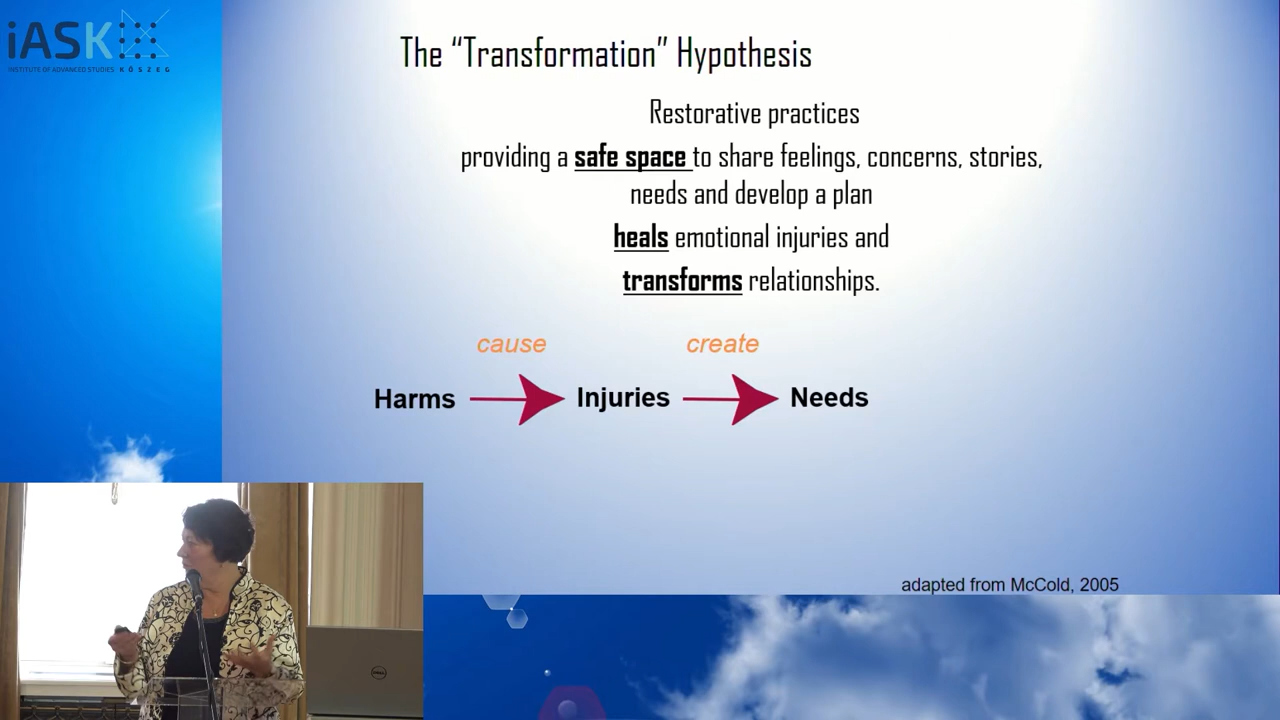 iASK
INSTITUTE OF ADVANCED STUDIES KŐSZEG
The “Transformation” Hypothesis
Restorative practices
providing a safe space to share feelings, concerns, stories,
needs and develop a plan
heals emotional injuries and
transforms relationships.
cause create
Harms Injuries Needs
adapted from McCold, 2005
DELL